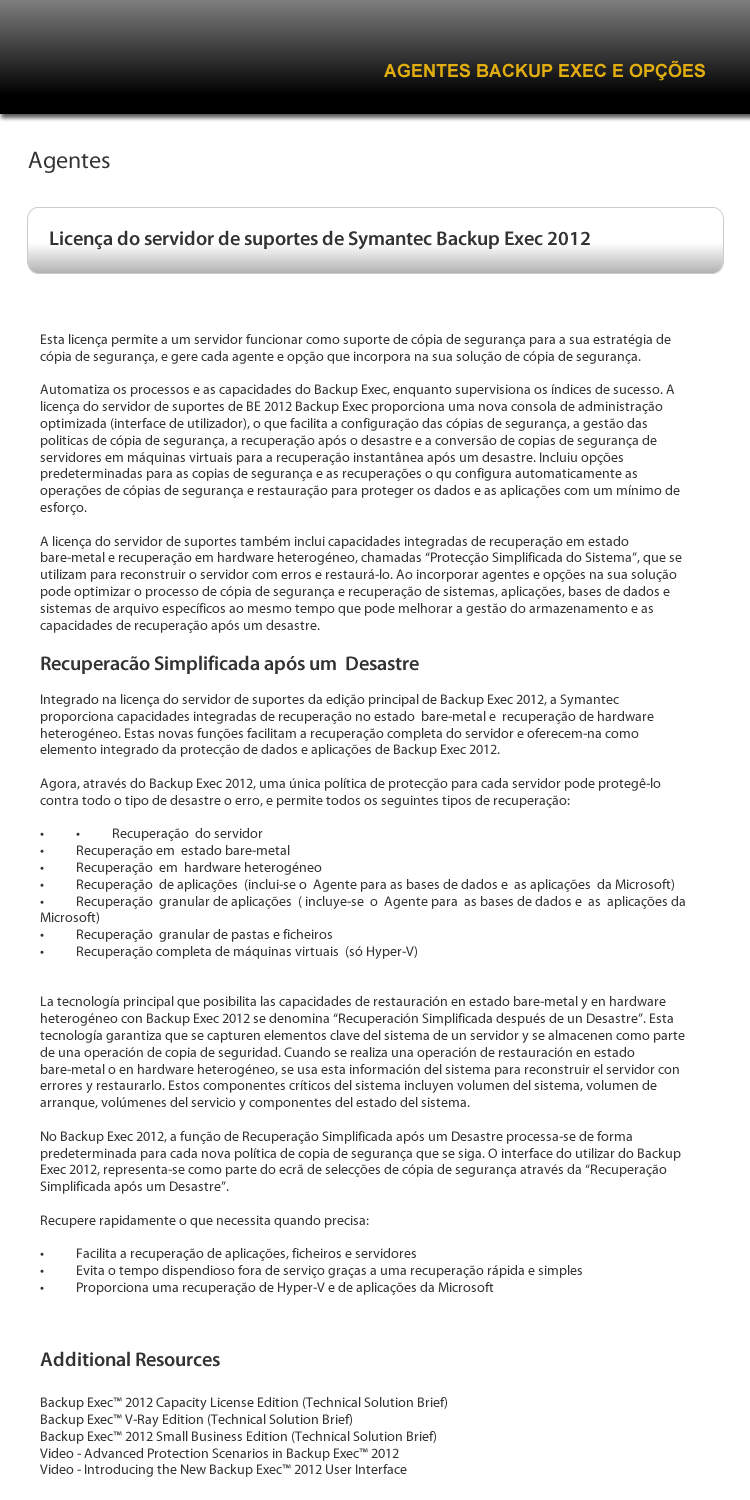 AGENTES BACKUP EXEC E OPÇÕES
Agentes
Licença do servidor de suportes de Symantec Backup Exec 2012
Esta licença permite a um servidor funcionar como suporte de cópia de segurança para a sua estratégia de
cópia de segurança, e gere cada agente e opção que incorpora na sua solução de cópia de segurança.
Automatiza os processos e as capacidades do Backup Exec, enquanto supervisiona os índices de sucesso. A
licença do servidor de suportes de BE 2012 Backup Exec proporciona uma nova consola de administração
optimizada (interface de utilizador), o que facilita a configuração das cópias de segurança, a gestão das
politicas de cópia de segurança, a recuperação após o desastre e a conversão de copias de segurança de
servidores em máquinas virtuais para a recuperação instantânea após um desastre. Incluiu opções
predeterminadas para as copias de segurança e as recuperações o qu configura automaticamente as
operações de cópias de segurança e restauração para proteger os dados e as aplicações com um mínimo de
esforço.
A licença do servidor de suportes também inclui capacidades integradas de recuperação em estado
bare-metal e recuperação em hardware heterogéneo, chamadas “Protecção Simplificada do Sistema”, que se
utilizam para reconstruir o servidor com erros e restaurá-lo. Ao incorporar agentes e opções na sua solução
pode optimizar o processo de cópia de segurança e recuperação de sistemas, aplicações, bases de dados e
sistemas de arquivo específicos ao mesmo tempo que pode melhorar a gestão do armazenamento e as
capacidades de recuperação após um desastre.
Recuperacão Simplificada após um  Desastre
Integrado na licença do servidor de suportes da edição principal de Backup Exec 2012, a Symantec
proporciona capacidades integradas de recuperação no estado  bare-metal e  recuperação de hardware
heterogéneo. Estas novas funções facilitam a recuperação completa do servidor e oferecem-na como
elemento integrado da protecção de dados e aplicações de Backup Exec 2012.
Agora, através do Backup Exec 2012, uma única política de protecção para cada servidor pode protegê-lo
contra todo o tipo de desastre o erro, e permite todos os seguintes tipos de recuperação:
• • Recuperação  do servidor
• Recuperação em  estado bare-metal
• Recuperação  em  hardware heterogéneo
• Recuperação  de aplicações  (inclui-se o  Agente para as bases de dados e  as aplicações  da Microsoft)
• Recuperação  granular de aplicações  ( incluye-se  o  Agente para  as bases de dados e  as  aplicações da
Microsoft)
• Recuperação  granular de pastas e ficheiros
• Recuperação completa de máquinas virtuais  (só Hyper-V)
La tecnología principal que posibilita las capacidades de restauración en estado bare-metal y en hardware
heterogéneo con Backup Exec 2012 se denomina “Recuperación Simplificada después de un Desastre”. Esta
tecnología garantiza que se capturen elementos clave del sistema de un servidor y se almacenen como parte
de una operación de copia de seguridad. Cuando se realiza una operación de restauración en estado
bare-metal o en hardware heterogéneo, se usa esta información del sistema para reconstruir el servidor con
errores y restaurarlo. Estos componentes críticos del sistema incluyen volumen del sistema, volumen de
arranque, volúmenes del servicio y componentes del estado del sistema.
No Backup Exec 2012, a função de Recuperação Simplificada após um Desastre processa-se de forma
predeterminada para cada nova política de copia de segurança que se siga. O interface do utilizar do Backup
Exec 2012, representa-se como parte do ecrã de selecções de cópia de segurança através da “Recuperação
Simplificada após um Desastre”.
Recupere rapidamente o que necessita quando precisa:
• Facilita a recuperação de aplicações, ficheiros e servidores
• Evita o tempo dispendioso fora de serviço graças a uma recuperação rápida e simples
• Proporciona uma recuperação de Hyper-V e de aplicações da Microsoft
Additional Resources
Backup Exec™ 2012 Capacity License Edition (Technical Solution Brief)
Backup Exec™ V-Ray Edition (Technical Solution Brief)
Backup Exec™ 2012 Small Business Edition (Technical Solution Brief)
Video - Advanced Protection Scenarios in Backup Exec™ 2012
Video - Introducing the New Backup Exec™ 2012 User Interface